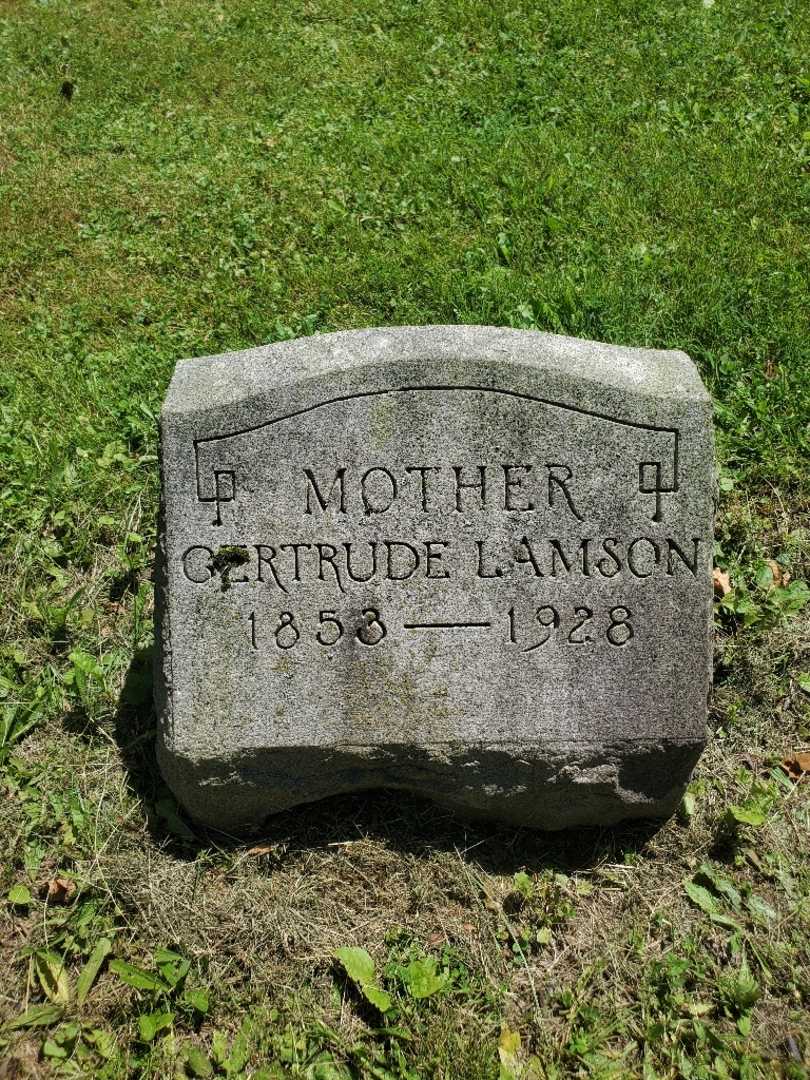 MOTHER
GERTRUDE LAMSON
1853 — 1928